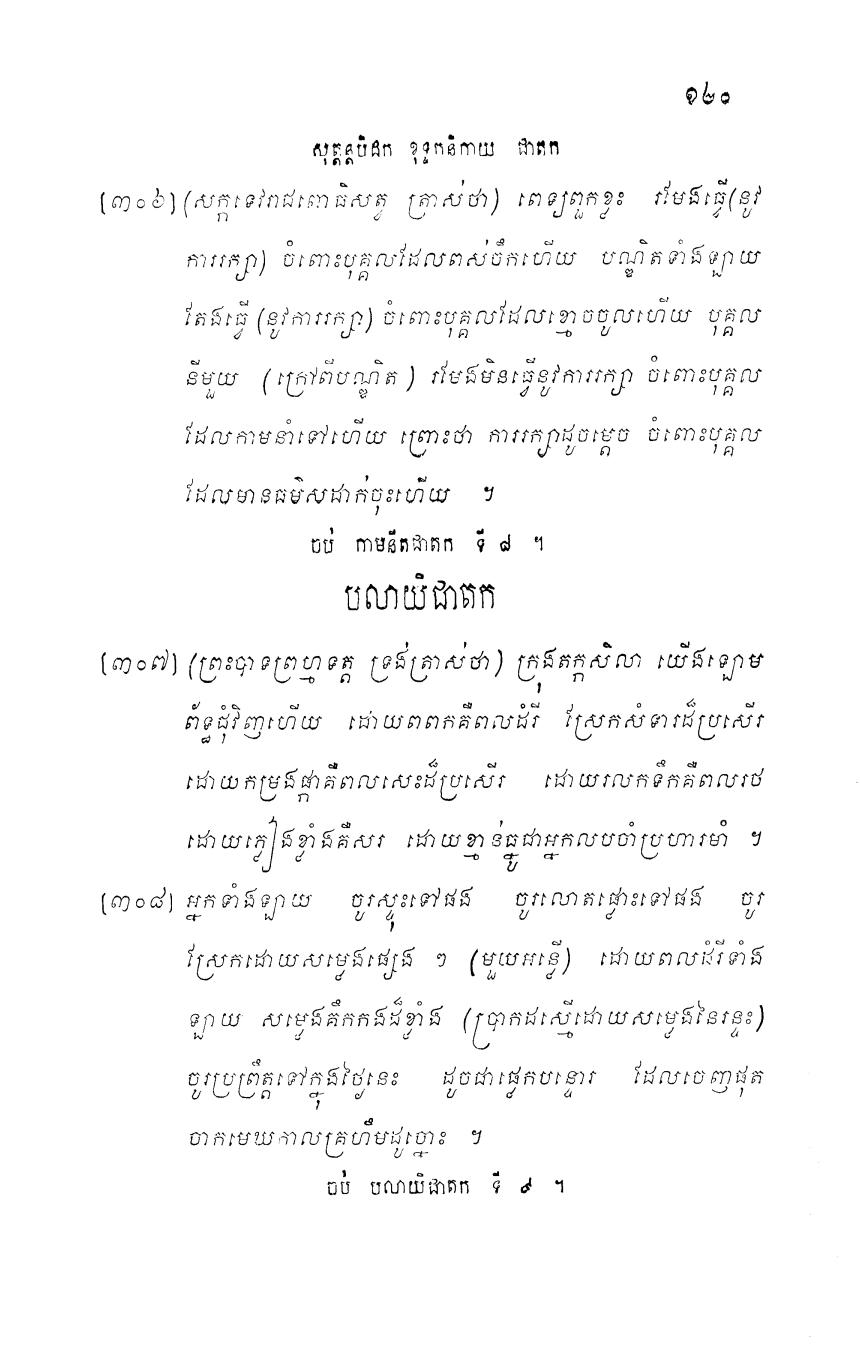 ១២០
សុត្តន្តបិដក ខុទ្ទកនិកាយ ជាតក
[៣០៦] (សក្កទេវរាជពោធិសត្វ ត្រាស់ថា) ពេទ្យពួកខ្លះ រមែងធ្វើ(នូវ
ការរក្សា) ចំពោះបុគ្គលដែលពស់ចឹកហើយ បណ្ឌិតទាំងឡាយ
តែងធ្វើ (នូវការរក្សា) ចំពោះបុគ្គលដែលខ្មោចចូលហើយ បុគ្គល
នីមួយ (ក្រៅពីបណ្ឌិត) រមែងមិនធ្វើនូវការរក្សា ចំពោះបុគ្គល
ដែលកាមនាំទៅហើយ ព្រោះថា ការរក្សាដូចម្តេច ចំពោះបុគ្គល
ដែលមានធម៌សដាក់ចុះហើយ ។
ចប់ កាមនីតជាតក ទី ៨ ។
បលាយិជាតក
[៣០៧] (ព្រះបាទព្រហ្មទត្ត ទ្រង់ត្រាស់ថា) ក្រុងតក្កសិលា យើងឡោម
ព័ទ្ធជុំវិញហើយ ដោយពពកគឺពលដំរី ស្រែកសំទារដ៏ប្រសើរ
ដោយកម្រងផ្កាគឺពលសេះដ៏ប្រសើរ ដោយរលកទឹកគឺពលរថ
ដោយភ្លៀងខ្លាំងគឺសរ ដោយខ្មាន់ធ្នូជាអ្នកលបចាំប្រហារមាំ ។
[៣០៨] អ្នកទាំងឡាយ ចូរស្ទុះទៅផង ចូរលោតផ្លោះទៅផង ចូរ
ស្រែកដោយសម្លេងផ្សេង ៗ (មួយអន្លើ) ដោយពលដំរីទាំង
ឡាយ សម្លេងគឹកកងដ៏ខ្លាំង (ប្រាកដស្មើដោយសម្លេងនៃរន្ទះ)
ចូរប្រព្រឹត្តទៅក្នុងថ្ងៃនេះ ដូចជាផ្លេកបន្ទោរ ដែលចេញផុត
ចាកមេឃកាលគ្រហឹមដូច្នោះ ។
ចប់ បលាយិជាតក ទី ៩ ។